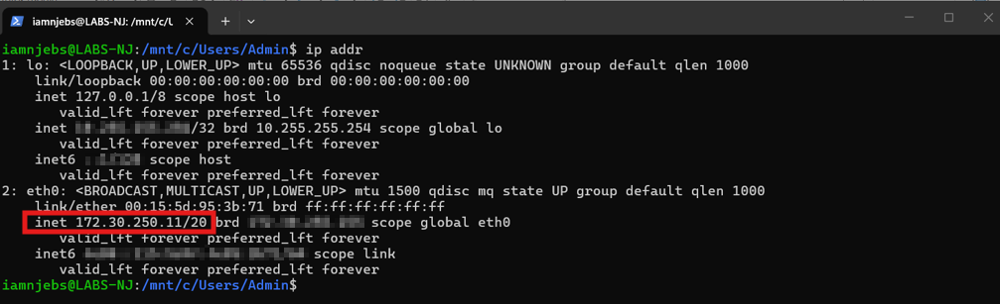 iamnjebs@LABS-NJ: /mnt/c/U
iamnjebs@LABS-NJ:/mnt/c/Users/Admin$ ip addr
1: lo: <LOOPBACK,UP,LOWER_UP> mtu 65536 qdisc noqueue state UNKNOWN group default qlen 1000
link/loopback 00:00:00:00:00:00 brd 00:00:00:00:00:00
inet 127.0.0.1/8 scope host lo
valid_lft forever preferred_lft forever
inet /32 brd 10.255.255.254 scope global lo
valid_lft forever preferred_lft forever
inet6 scope host
valid_lft forever preferred_lft forever
2: eth0: <BROADCAST,MULTICAST,UP,LOWER_UP> mtu 1500 qdisc mq state UP group default qlen 1000
link/ether 00:15:5d:95:3b:71 brd ff:ff:ff:ff:ff:ff
inet 172.30.250.11/20 brd scope global eth0
valid_lft forever preferred_lft forever
inet6 scope link
valid_lft forever preferred_lft forever
iamnjebs@LABS-NJ:/mnt/c/Users/Admin$